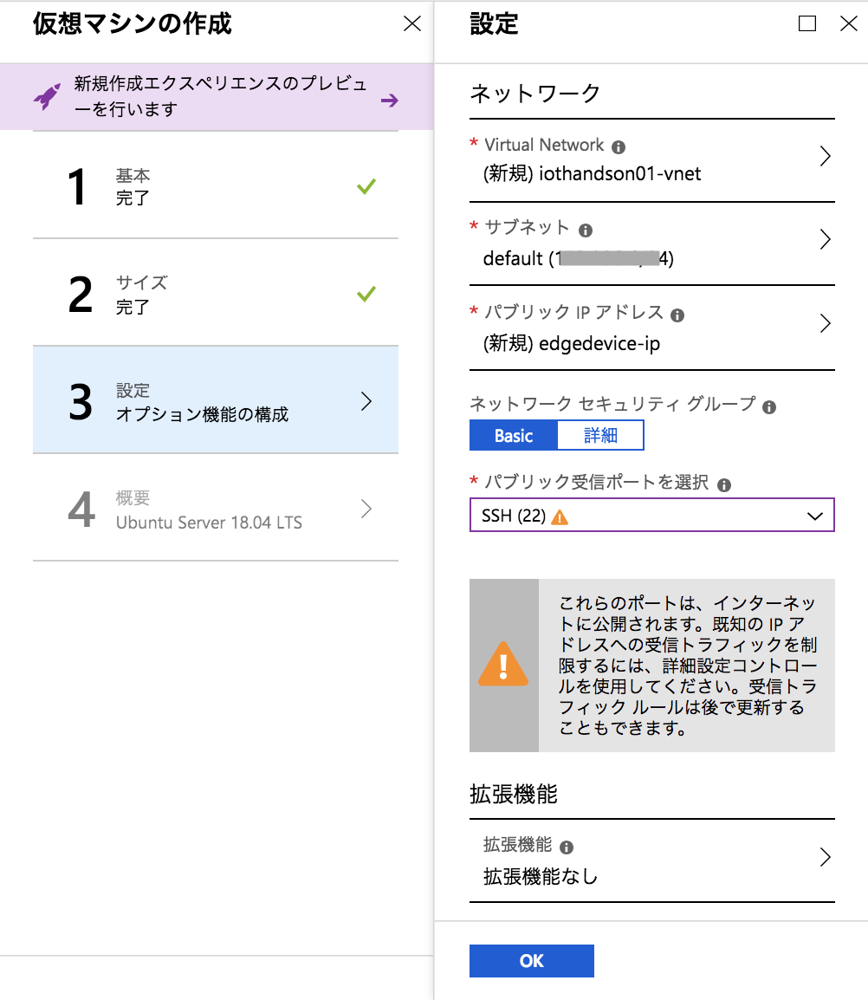 仮想マシンの作成
新規作成エクスペリエンスのプレビュ
ーを行います
1
基本
完了
2
サイズ
完了
3
設定
オプション機能の構成
4
概要
Ubuntu Server 18.04 LTS
設定
ネットワーク
* Virtual Network
(新規) iothandson01-vnet
* サブネット
default (1 4)
* パブリック IP アドレス
(新規) edgedevice-ip
ネットワーク セキュリティ グループ
Basic 詳細
* パブリック受信ポートを選択
SSH (22)
これらのポートは、インターネッ
トに公開されます。既知の IP ア
ドレスへの受信トラフィックを制
限するには、詳細設定コントロー
ルを使用してください。受信トラ
フィック ルールは後で更新する
こともできます。
拡張機能
拡張機能
拡張機能なし
OK